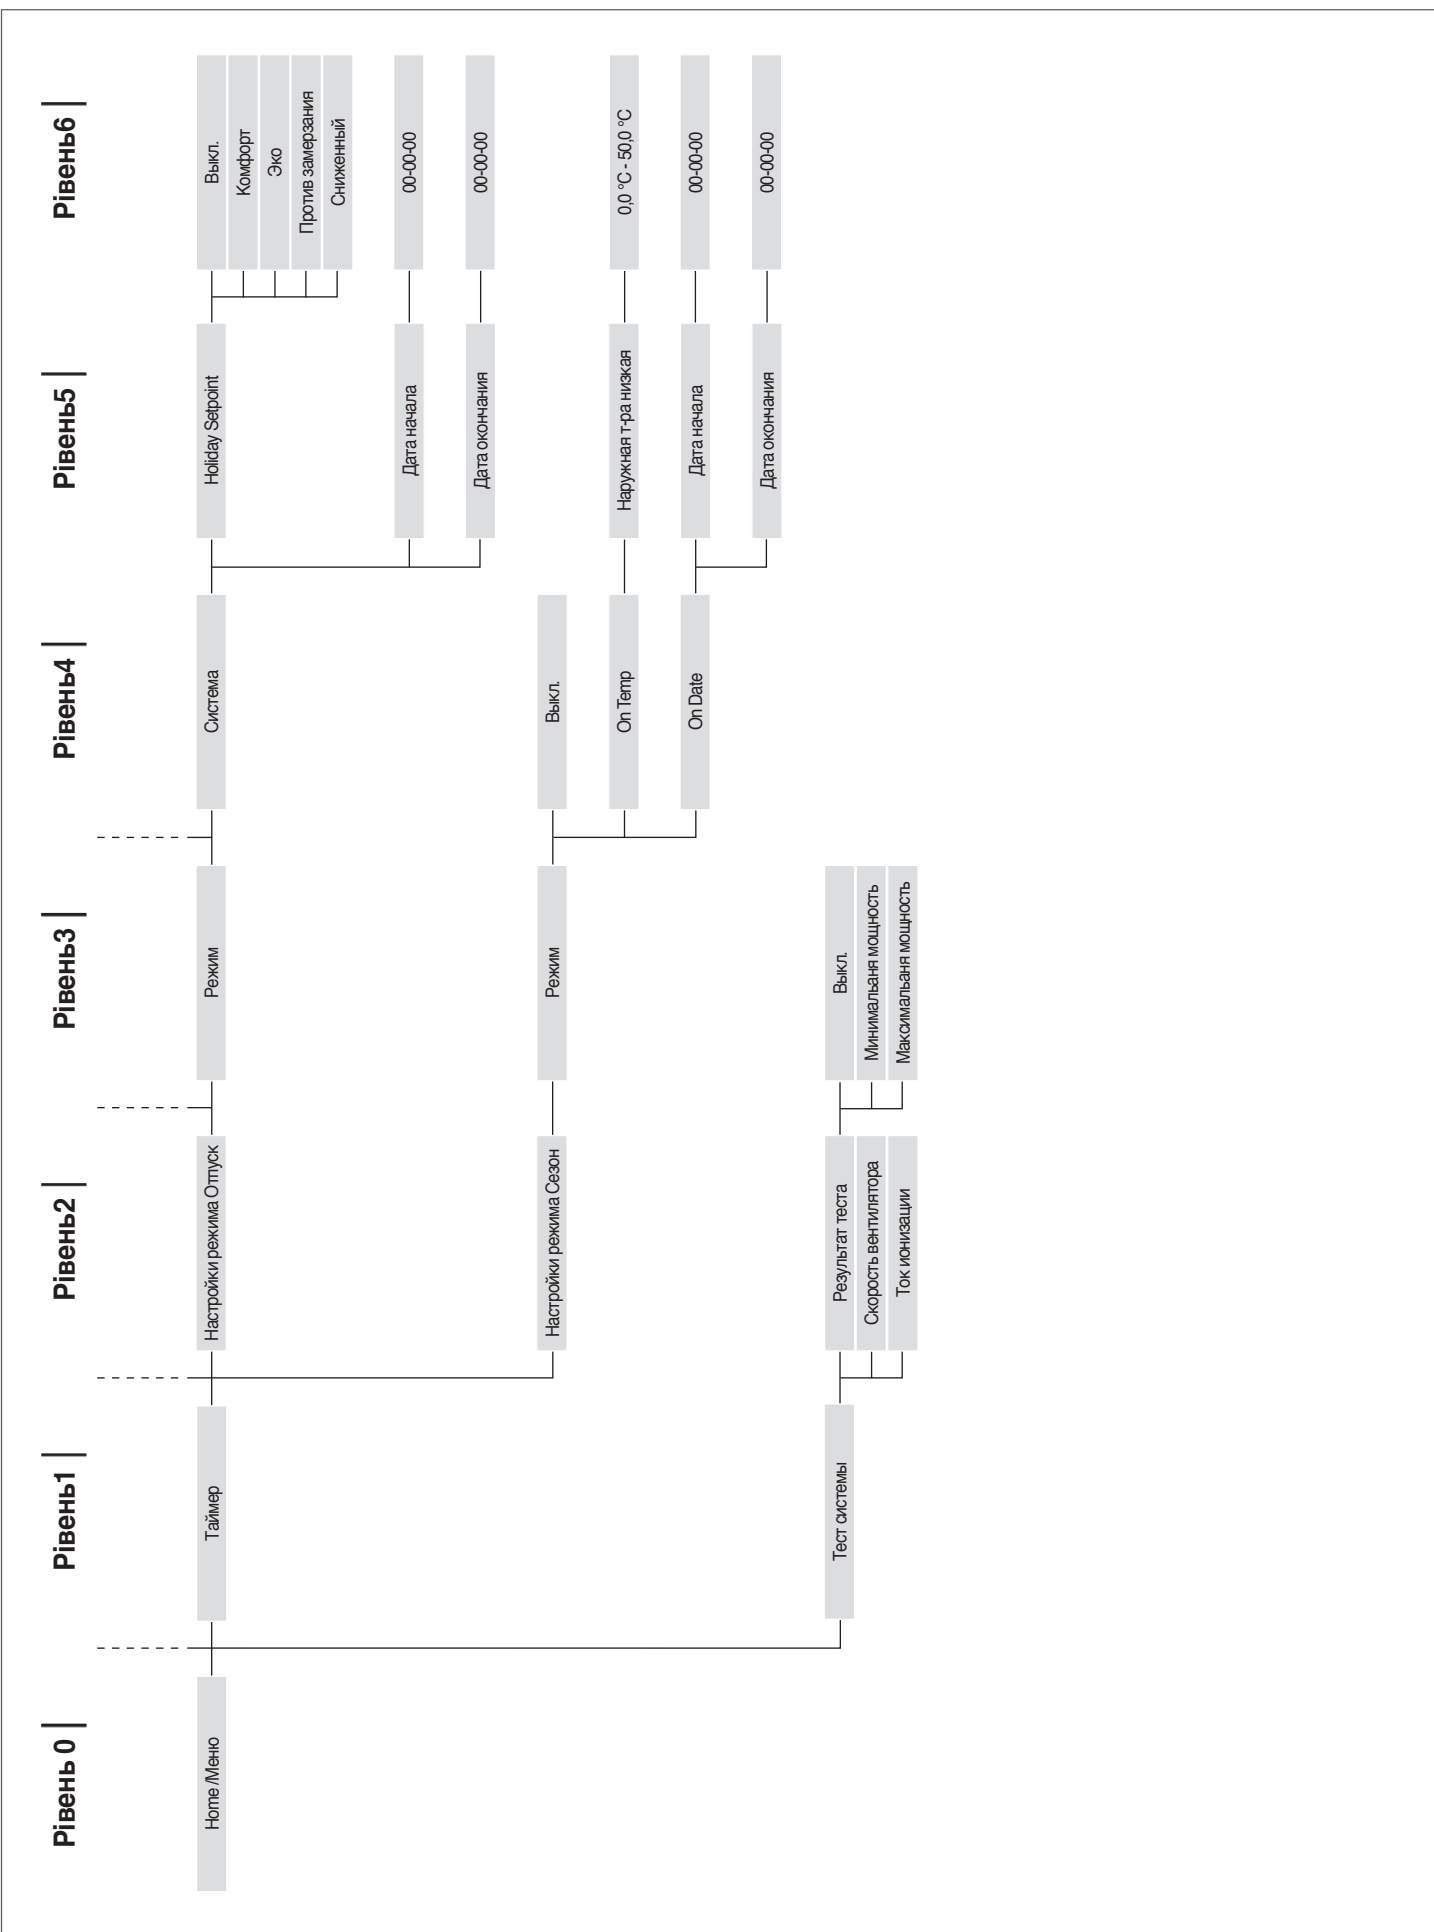 Рівень 0
Рівень1
Рівень2
Рівень3
Рівень4
Рівень5
Рівень6
Home /Меню
Таймер
Настройки режима Отпуск
Режим
Система
Holiday Setpoint
Выкл.
Комфорт
Эко
Против замерзания
Сниженный
Дата начала
00-00-00
Дата окончания
00-00-00
Настройки режима Сезон
Режим
Выкл.
On Temp
Наружная т-ра низкая
0,0 °C - 50,0 °C
On Date
Дата начала
00-00-00
Дата окончания
00-00-00
Тест системы
Результат теста
Скорость вентилятора
Ток ионизации
Выкл.
Минимальаня мощность
Максимальаня мощность